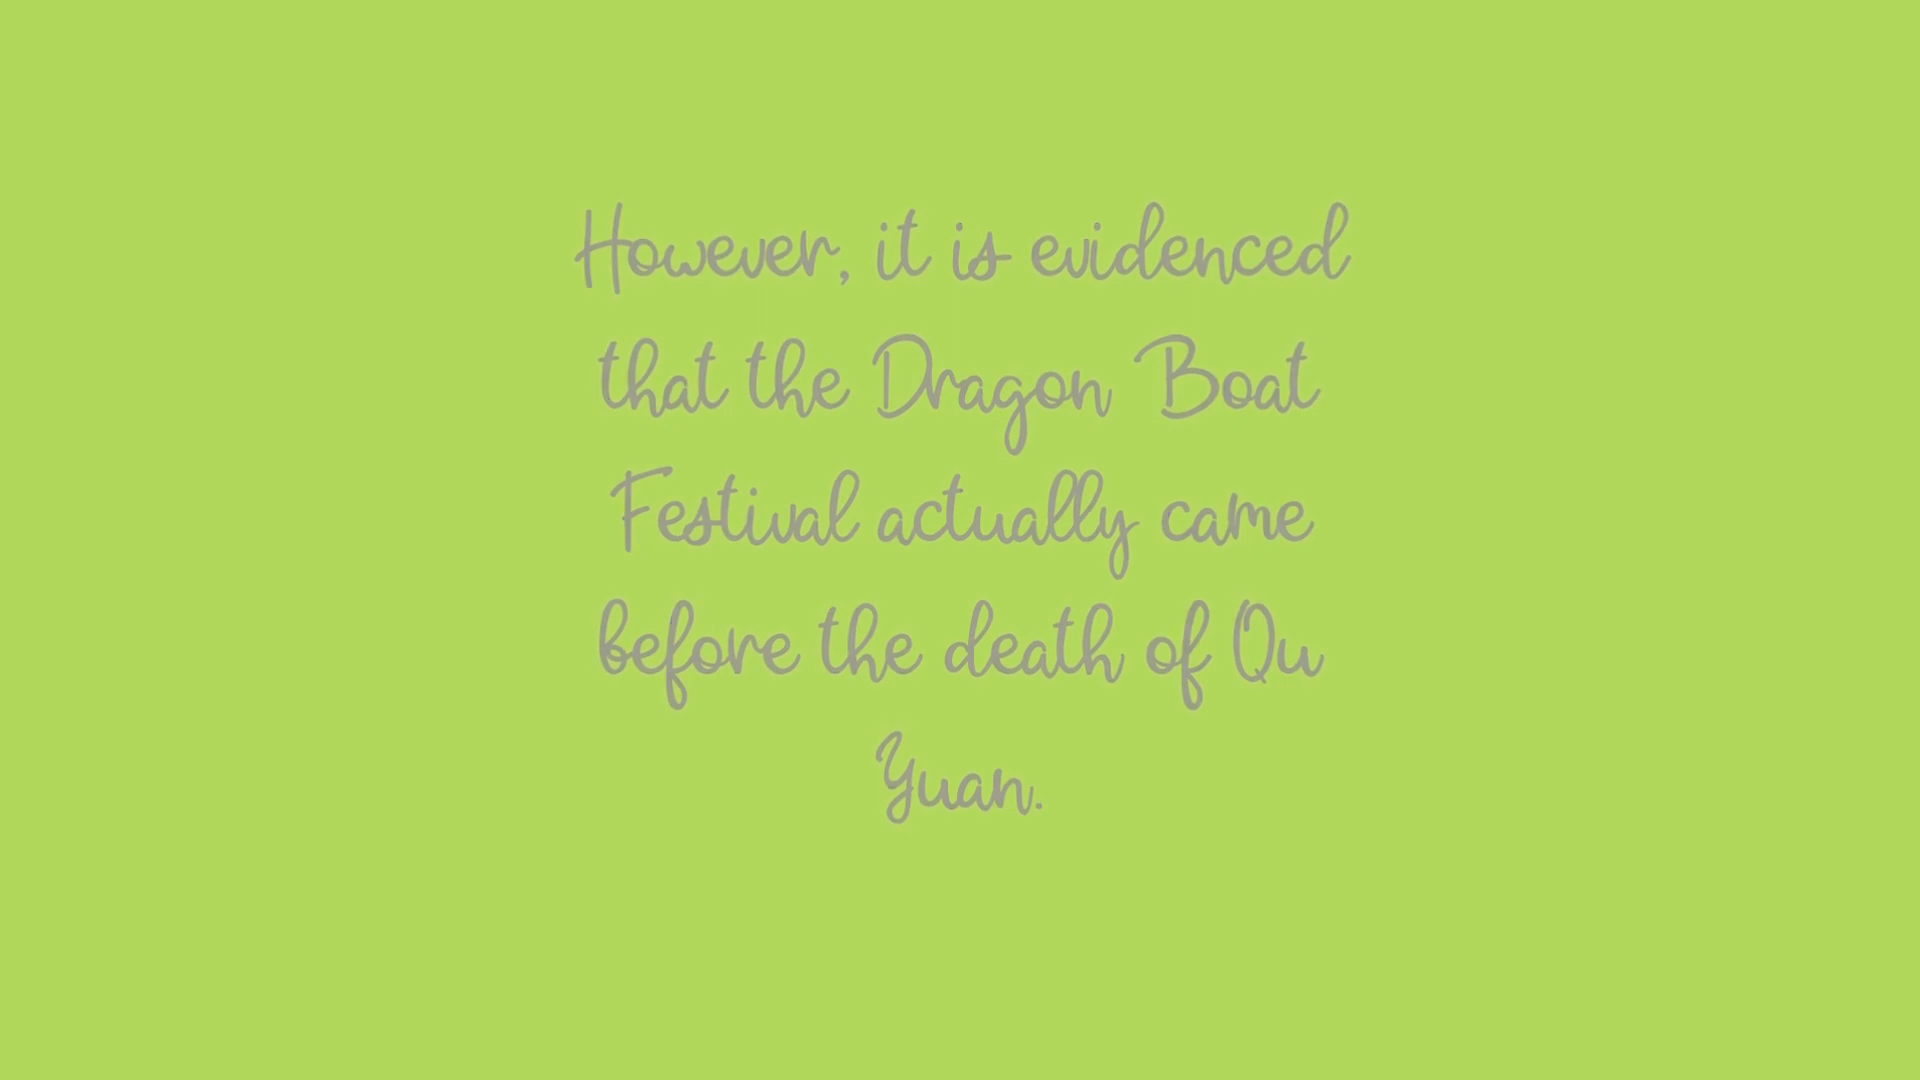 However, it is evidenced
that the Dragon Boat
Festival actually came
before the death of Qu
Yuan.